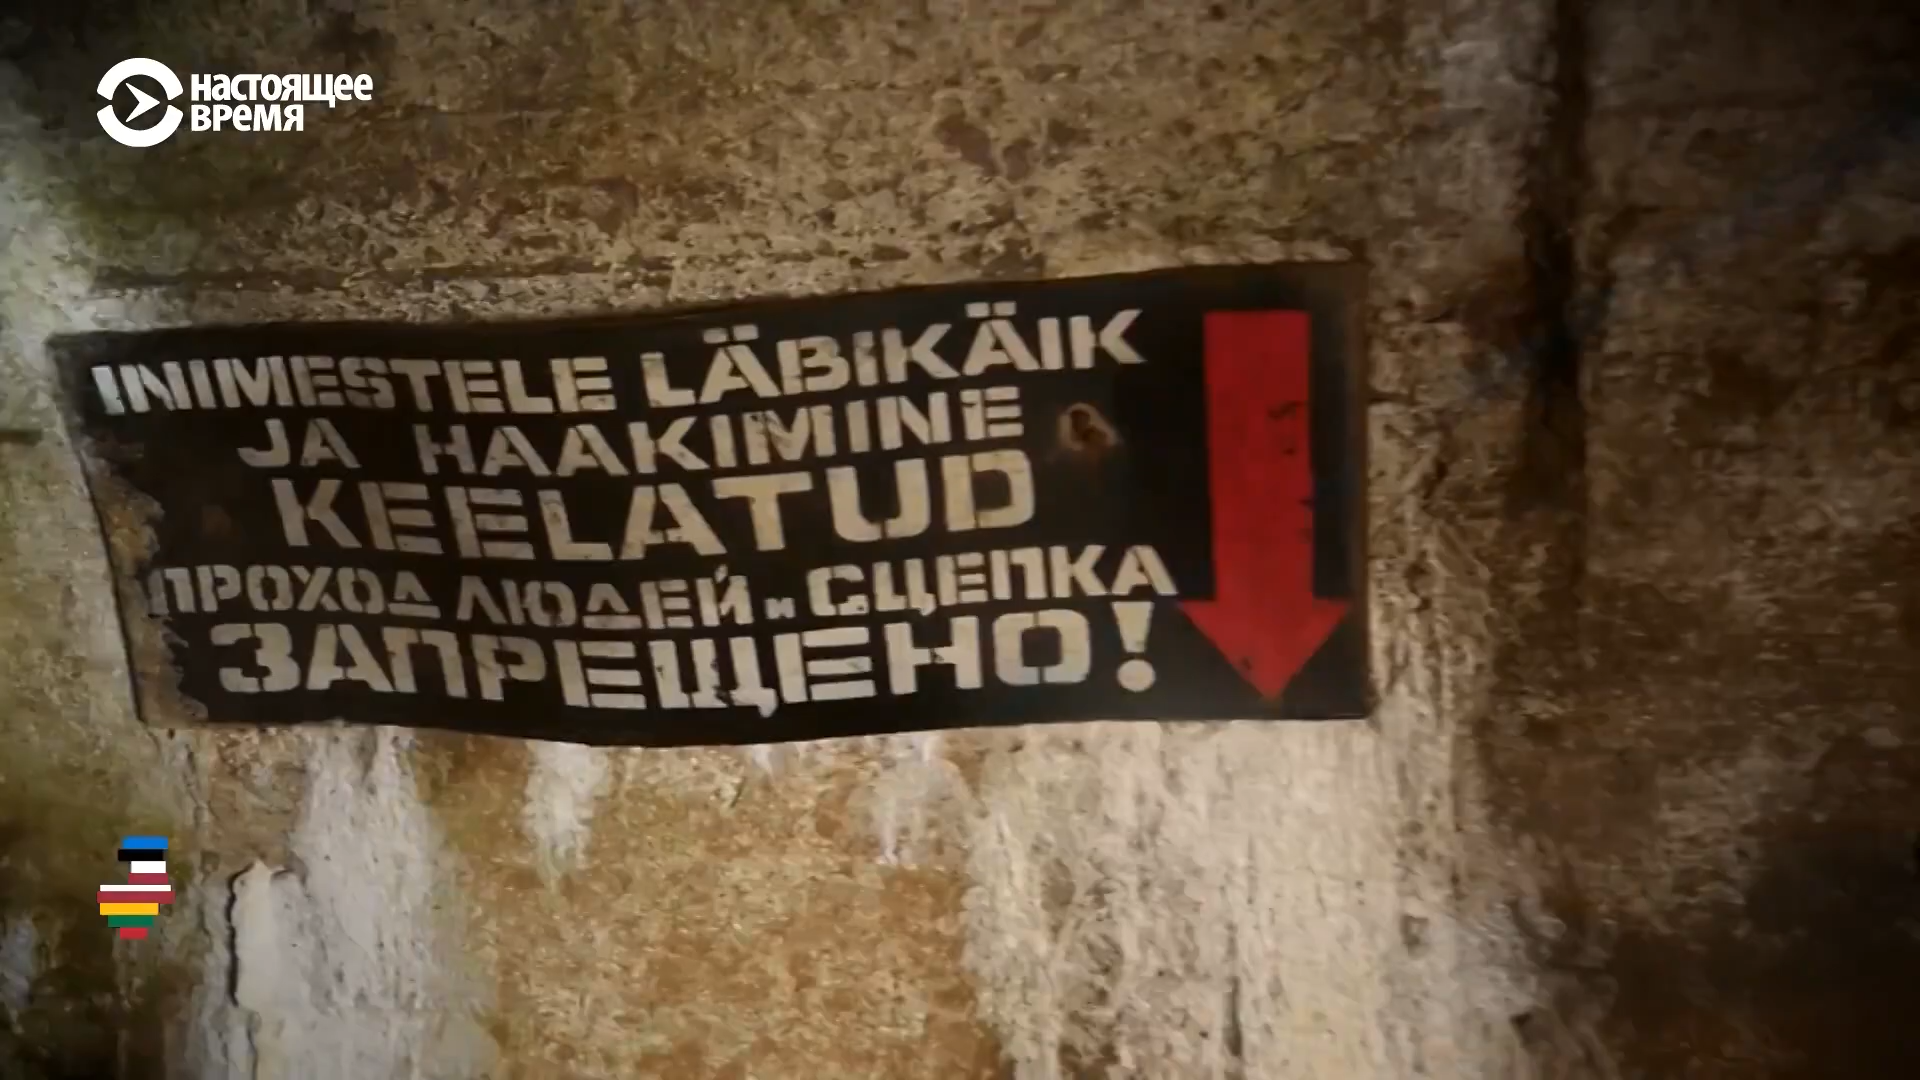 НАСТОЯЩЕЕ
ВРЕМЯ
INIMESTELE LÄBIKÄIK
JA HAAKIMINE
KEELATUD
ПРОХОД ЛЮДЕЙ и СЦЕПКА
ЗАПРЕЩЕНО!